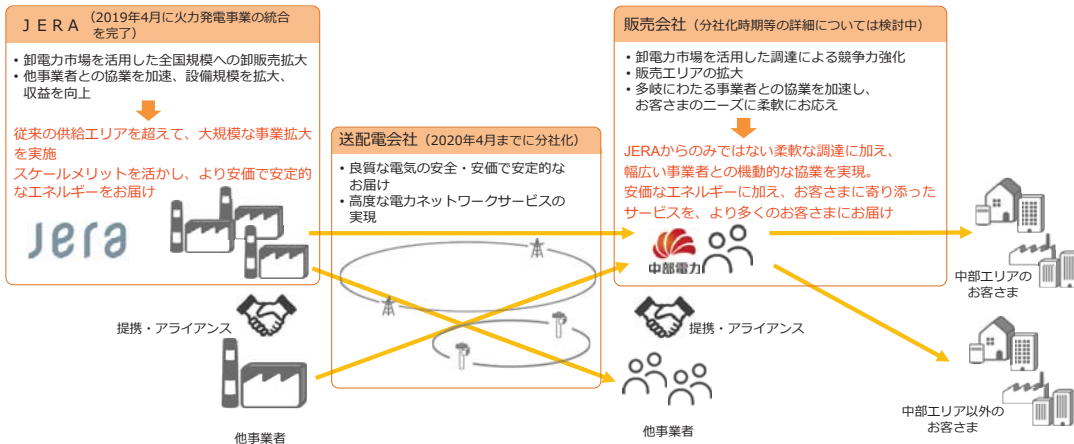 ＪＥＲＡ（2019年4月に火力発電事業の統合
を完了）
• 卸電力市場を活用した全国規模への卸販売拡大
• 他事業者との協業を加速、設備規模を拡大、
収益を向上
従来の供給エリアを超えて、大規模な事業拡大
を実施
スケールメリットを活かし、より安価で安定的
なエネルギーをお届け
Jera
提携・アライアンス
他事業者
送配電会社（2020年4月までに分社化）
• 良質な電気の安全・安価で安定的な
お届け
• 高度な電力ネットワークサービスの
実現
販売会社（分社化時期等の詳細については検討中）
• 卸電力市場を活用した調達による競争力強化
• 販売エリアの拡大
• 多岐にわたる事業者との協業を加速し、
お客さまのニーズに柔軟にお応え
JERAからのみではない柔軟な調達に加え、
幅広い事業者との機動的な協業を実現。
安価なエネルギーに加え、お客さまに寄り添った
サービスを、より多くのお客さまにお届け
中部電力
提携・アライアンス
他事業者
中部エリアの
お客さま
中部エリア以外の
お客さま